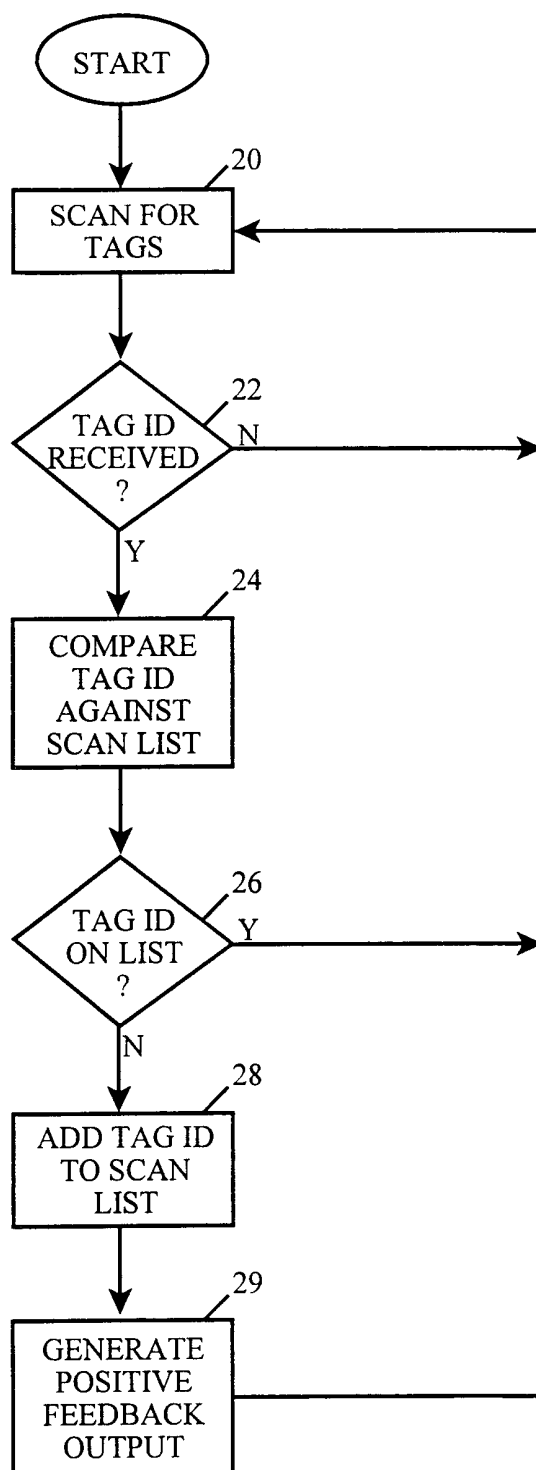 START
20
SCAN FOR
TAGS
22
TAG ID
RECEIVED
?
N
Y
24
COMPARE
TAG ID
AGAINST
SCAN LIST
26
TAG ID
ON LIST
?
Y
N
28
ADD TAG ID
TO SCAN
LIST
29
GENERATE
POSITIVE
FEEDBACK
OUTPUT